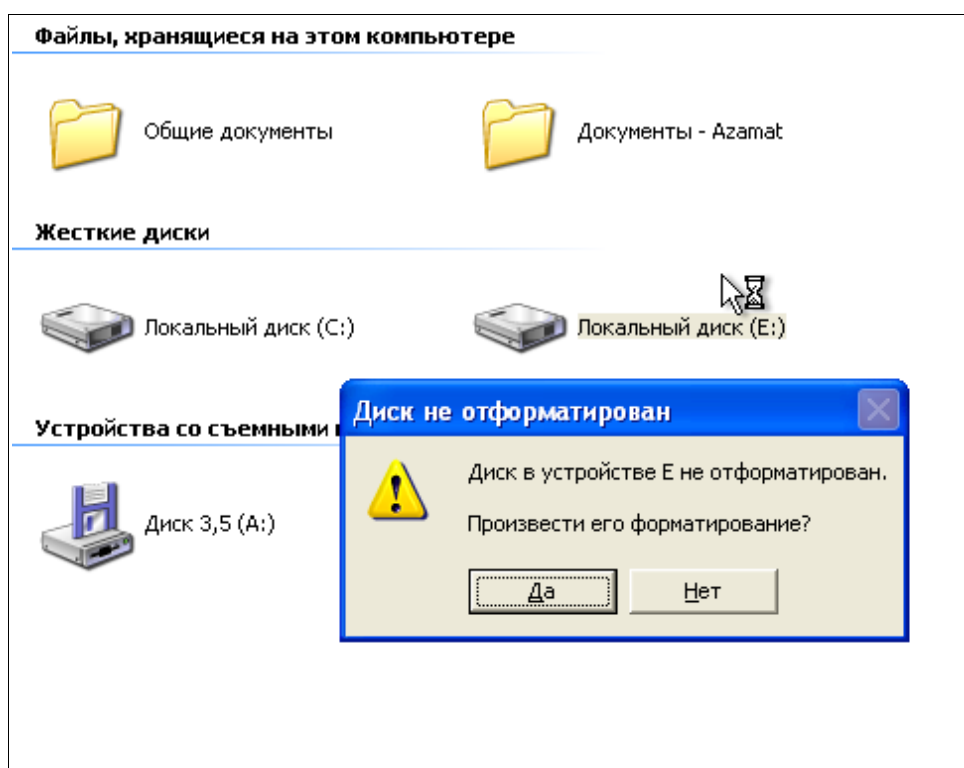 Файлы, хранящиеся на этом компьютере
Общие документы
Документы - Azamat
Жесткие диски
Локальный диск (C:)
Локальный диск (E:)
Устройства со съемными
Диск 3,5 (A:)
Диск не отформатирован
Диск в устройстве E не отформатирован.
Произвести его форматирование?
Да
Нет